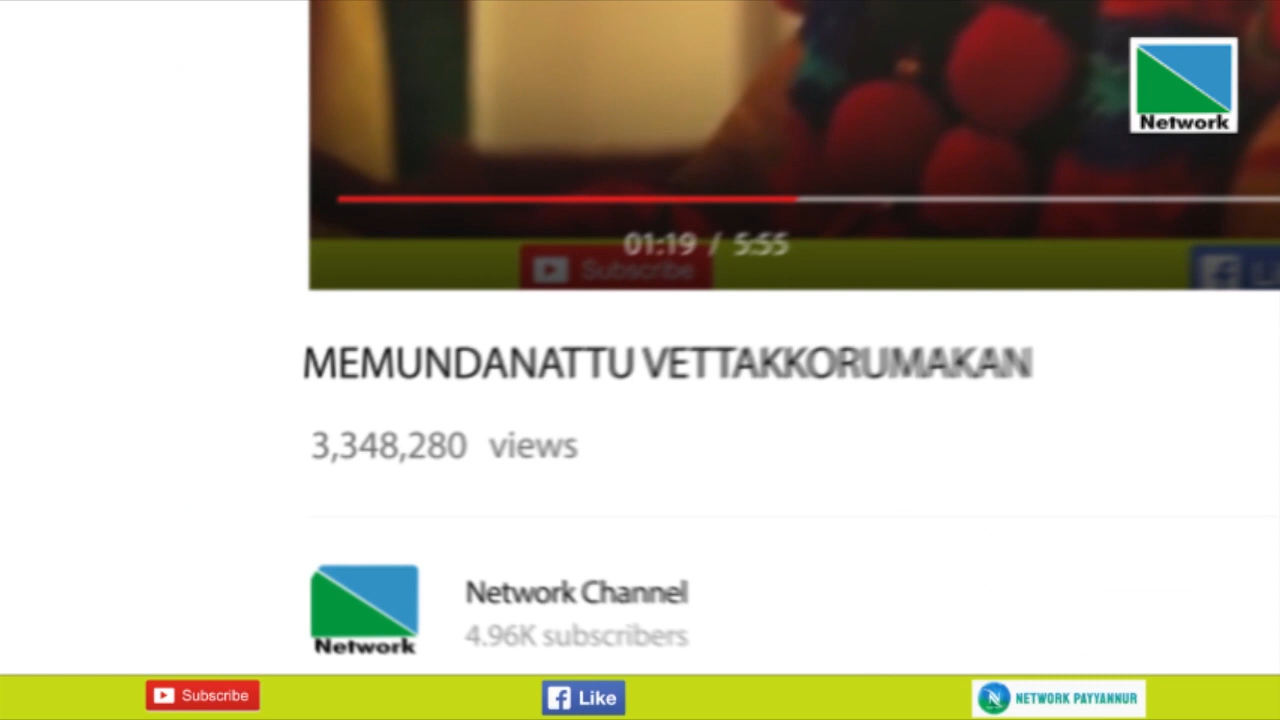 Network
01:19 / 5:55
Subscribe
MEMUNDANATTU VETTAKKORUMAKAN
3,348,280 views
Network Channel
4.96K subscribers
Network
Subscribe
Like
NETWORK PAYYANNUR